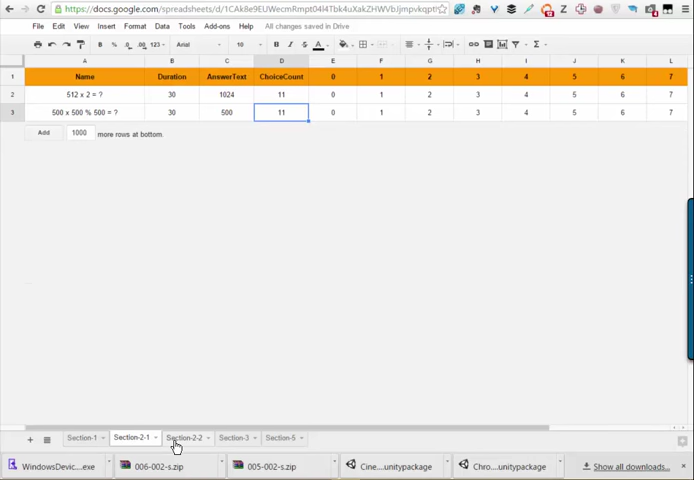 https://docs.google.com/spreadsheets/d/1CAk8e9EUWecmRmpt04I4Tbk4uXakZHWVbJjmpvkqptf
File Edit View Insert Format Data Tools Add-ons Help All changes saved in Drive
$ % .0 .00 123 Arial 10 B I S A
A B C D E F G H I J K L
1 Name Duration AnswerText ChoiceCount 0 1 2 3 4 5 6 7
2 512 x 2 = ? 30 1024 11 0 1 2 3 4 5 6 7
3 500 x 500 % 500 = ? 30 500 11 0 1 2 3 4 5 6 7
Add 1000 more rows at bottom.
Section-1 Section-2-1 Section-2-2 Section-3 Section-5
WindowsDevic....exe 006-002-s.zip 005-002-s.zip Cine....unitypackage Chro....unitypackage Show all downloads...